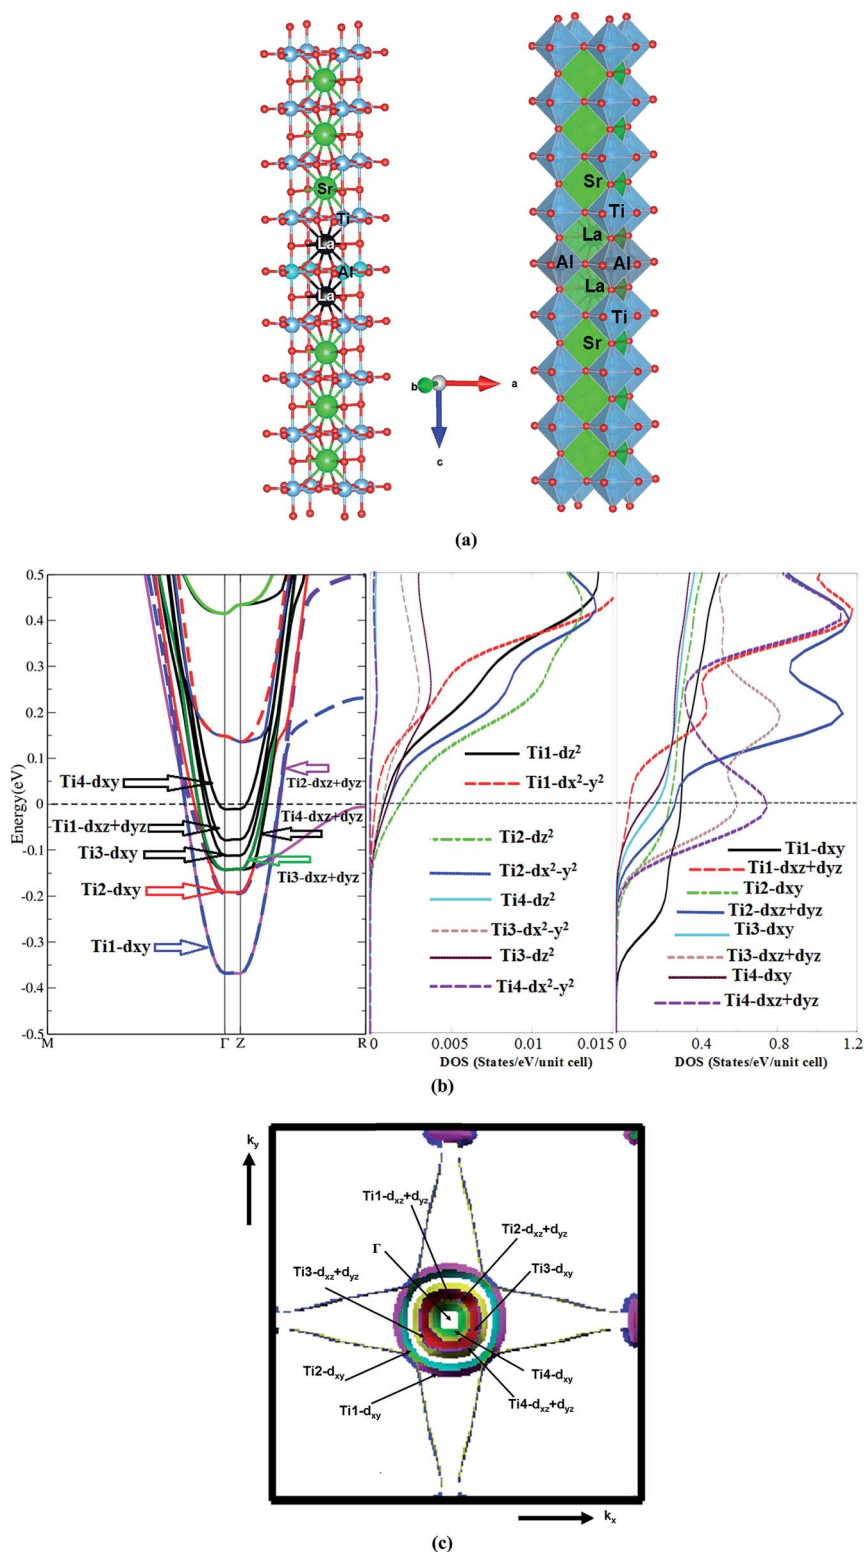 Sr
Ti
La
Al
La
Sr
Ti
La
Al
Al
La
Ti
Sr
b
a
c
(a)
Energy(eV)
0.5
0.4
0.3
0.2
0.1
0
-0.1
-0.2
-0.3
-0.4
-0.5
M
Γ
Z
R
Ti4-dxy
Ti1-dxz+dyz
Ti3-dxy
Ti2-dxy
Ti1-dxy
Ti2-dxz+dyz
Ti4-dxz+dyz
Ti3-dxz+dyz
Ti1-dz²
Ti1-dx²-y²
Ti2-dz²
Ti2-dx²-y²
Ti4-dz²
Ti3-dx²-y²
Ti3-dz²
Ti4-dx²-y²
0
0.005
0.01
0.015
DOS (States/eV/unit cell)
Ti1-dxy
Ti1-dxz+dyz
Ti2-dxy
Ti2-dxz+dyz
Ti3-dxy
Ti3-dxz+dyz
Ti4-dxy
Ti4-dxz+dyz
0
0.4
0.8
1.2
DOS (States/eV/unit cell)
(b)
ky
Ti1-dxz+dyz
Ti2-dxz+dyz
Γ
Ti3-dxz+dyz
Ti3-dxy
Ti2-dxy
Ti4-dxy
Ti1-dxy
Ti4-dxz+dyz
kx
(c)